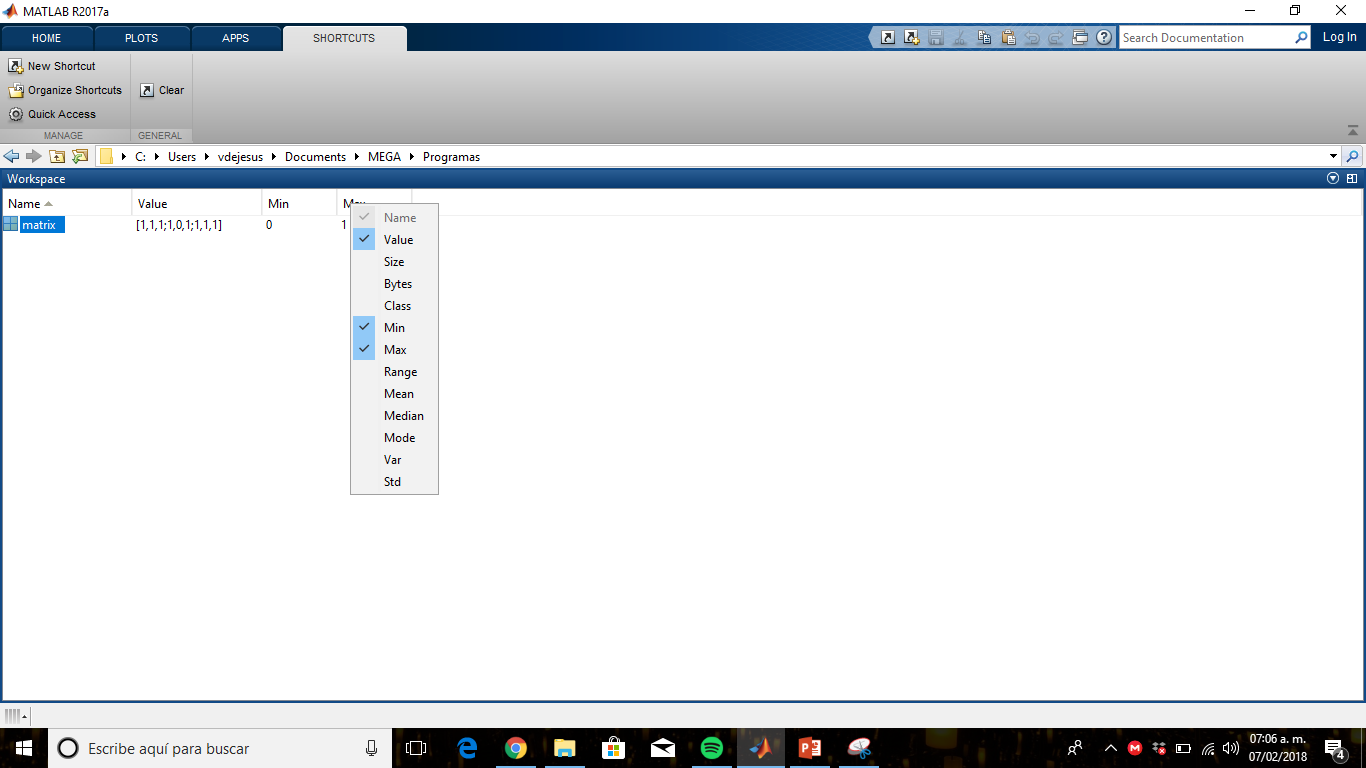 MATLAB R2017a
HOME PLOTS APPS SHORTCUTS
Search Documentation
Log In
New Shortcut
Organize Shortcuts
Quick Access
Clear
MANAGE GENERAL
C: Users vdejesus Documents MEGA Programas
Workspace
Name Value Min
matrix [1,1,1;1,0,1;1,1,1] 0 1
Name
Value
Size
Bytes
Class
Min
Max
Range
Mean
Median
Mode
Var
Std
Escribe aquí para buscar
07:06 a. m.
07/02/2018
4